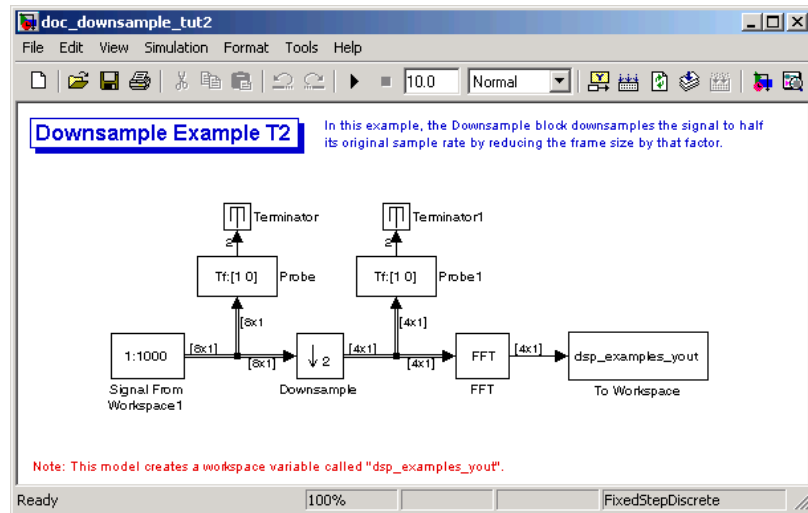 doc_downsample_tut2
File Edit View Simulation Format Tools Help
10.0 Normal
Downsample Example T2
In this example, the Downsample block downsamples the signal to half
its original sample rate by reducing the frame size by that factor.
Terminator
Terminator1
2
2
Tf:[1 0]
Probe
Tf:[1 0]
Probe1
[8x1
[4x1]
1:1000
[8x1]
[8x1]
↓ 2
[4x1]
[4x1]
FFT
[4x1]
dsp_examples_yout
Signal From
Workspace1
Downsample
FFT
To Workspace
Note: This model creates a workspace variable called "dsp_examples_yout".
Ready
100%
FixedStepDiscrete